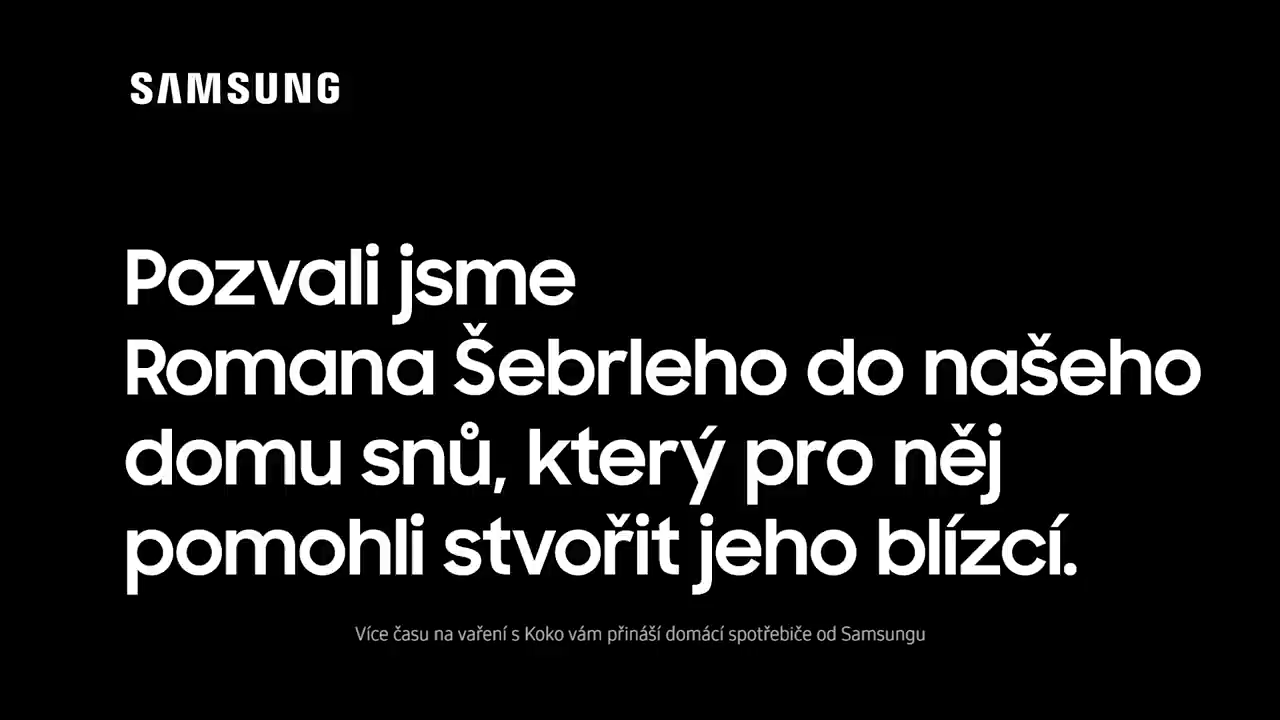 SAMSUNG
Pozvali jsme
Romana Šebrleho do našeho
domu snů, který pro něj
pomohli stvořit jeho blízcí.
Více času na vaření s Koko vám přináší domácí spotřebiče od Samsungu